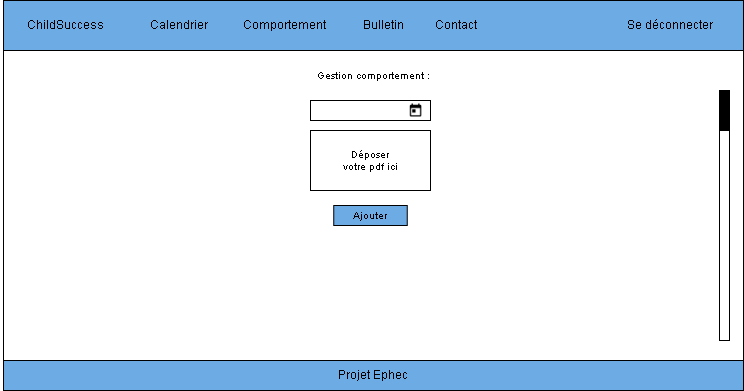 ChildSuccess Calendrier Comportement Bulletin Contact Se déconnecter
Gestion comportement :
Déposer
votre pdf ici
Ajouter
Projet Ephec